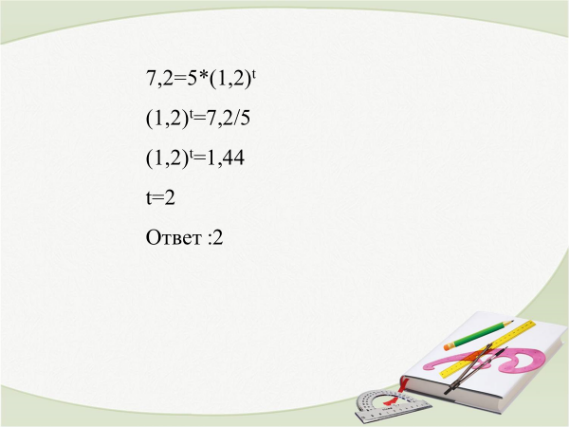 7,2=5*(1,2)ᵗ
(1,2)ᵗ=7,2/5
(1,2)ᵗ=1,44
t=2
Ответ :2